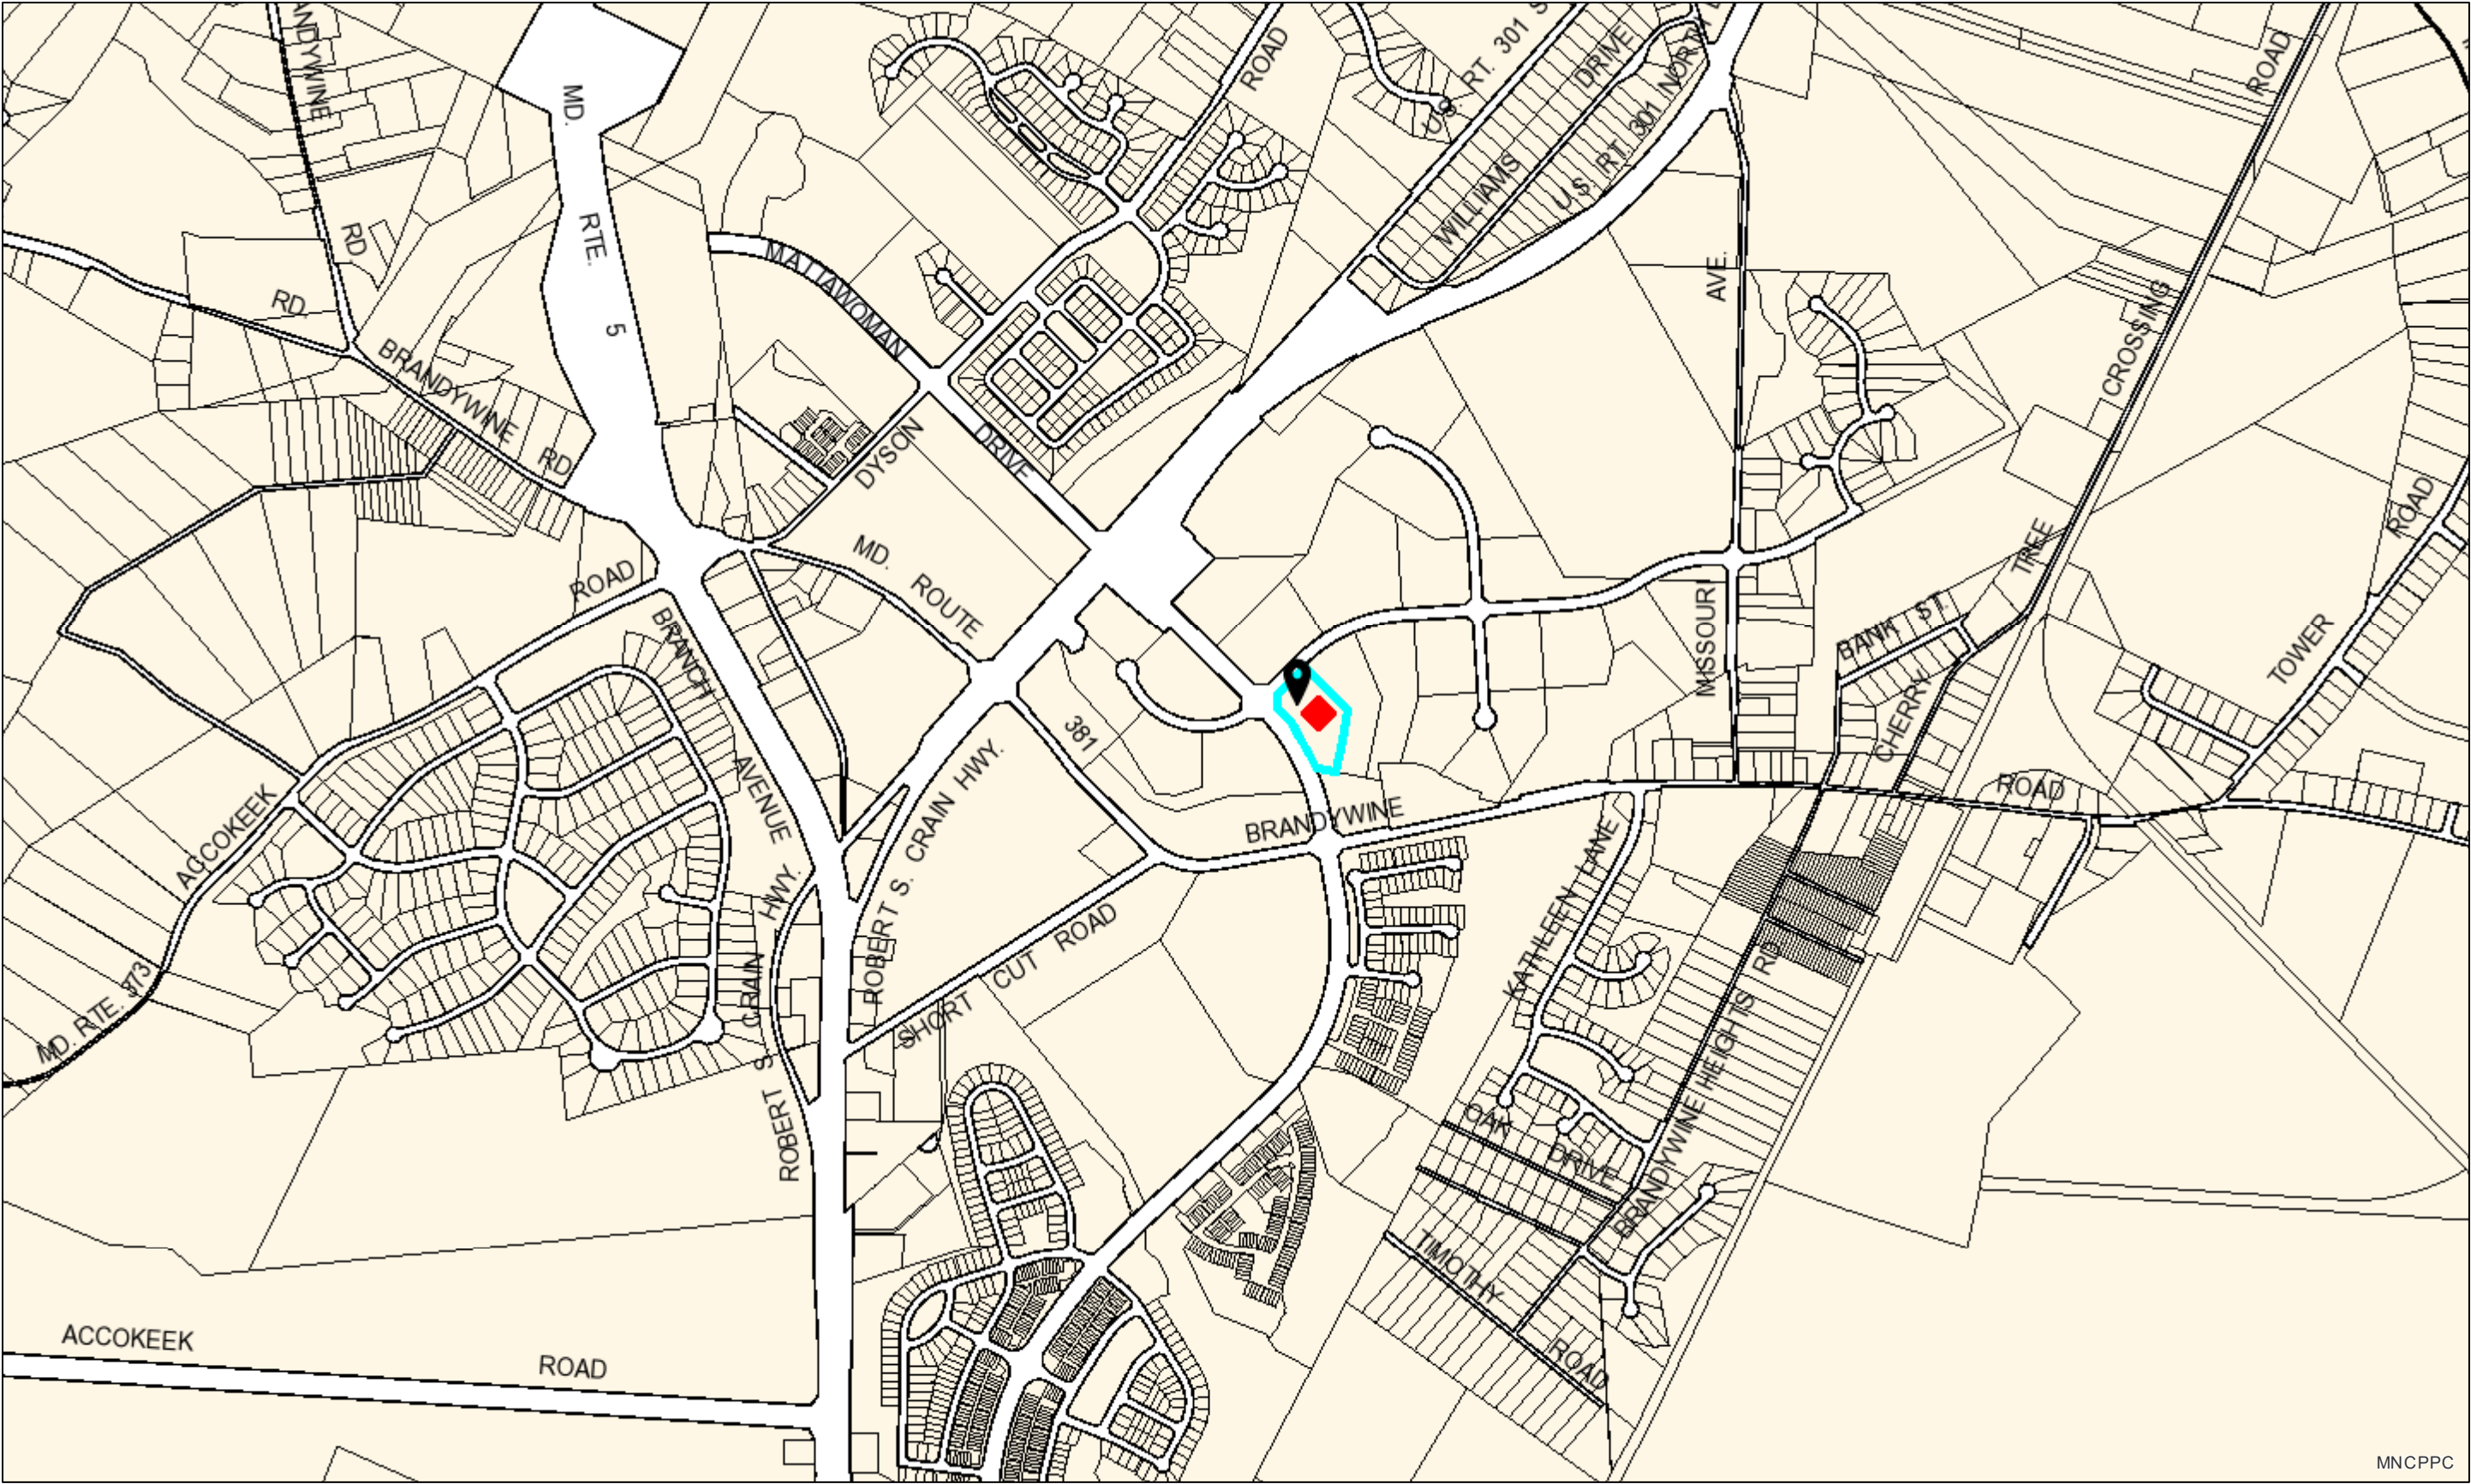 ANDYWINE
RD
MD.
RTE.
5
ROAD
U.S. RT. 301 S
WILLIAMS
DRIVE
U.S. RT. 301 NORTH
ROAD
MATTAWOMAN
DRIVE
RD.
BRANDYWINE
RD
AVE.
MISSOURI
CHERRY
TREE
CROSSING
DYSON
MD.
ROUTE
381
ROAD
ROAD
TOWER
BRANCH
AVENUE
BANK ST.
ACCOKEEK
MD. RTE. 373
ROBERT S. CRAIN HWY.
ROBERT S
CRAIN
HWY.
BRANDYWINE
ROAD
SHORT CUT ROAD
KATHLEEN LANE
BRANDYWINE HEIGHTS RD
OAK
DRIVE
TIMOTHY
ROAD
ACCOKEEK
ROAD
MNCPPC